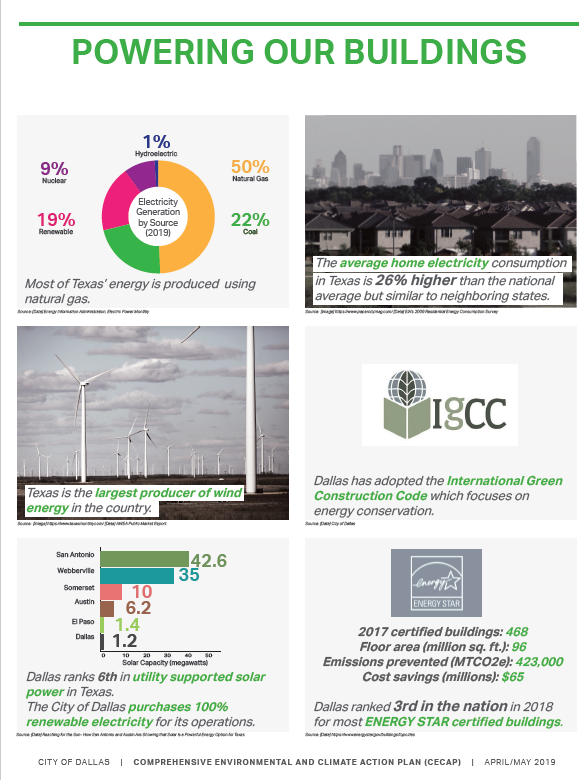 POWERING OUR BUILDINGS
1%
Hydroelectric
9%
Nuclear
50%
Natural Gas
Electricity
Generation
by Source
(2019)
19%
Renewable
22%
Coal
Most of Texas' energy is produced using
natural gas.
Source: [Data] Energy Information Administration, Electric Power Monthly
The average home electricity consumption
in Texas is 26% higher than the national
average but similar to neighboring states.
Source: [Image] https://www.papercitymag.com/ [Data] EIA's 2009 Residential Energy Consumption Survey
Texas is the largest producer of wind
energy in the country.
Source: [Image] https://www.texasmonthly.com/ [Data] AWEA Public Market Report
IgCC
Dallas has adopted the International Green
Construction Code which focuses on
energy conservation.
Source: [Data] City of Dallas
San Antonio 42.6
Webberville 35
Somerset 10
Austin 6.2
El Paso 1.4
Dallas 1.2
0 10 20 30 40 50
Solar Capacity (megawatts)
Dallas ranks 6th in utility supported solar
power in Texas.
The City of Dallas purchases 100%
renewable electricity for its operations.
Source: [Data] Reaching for the Sun - How San Antonio and Austin Are Showing that Solar Is a Powerful Energy Option for Texas
energy
ENERGY STAR
2017 certified buildings: 468
Floor area (million sq. ft.): 96
Emissions prevented (MTCO2e): 423,000
Cost savings (millions): $65
Dallas ranked 3rd in the nation in 2018
for most ENERGY STAR certified buildings.
CITY OF DALLAS | COMPREHENSIVE ENVIRONMENTAL AND CLIMATE ACTION PLAN (CECAP) | APRIL/MAY 2019